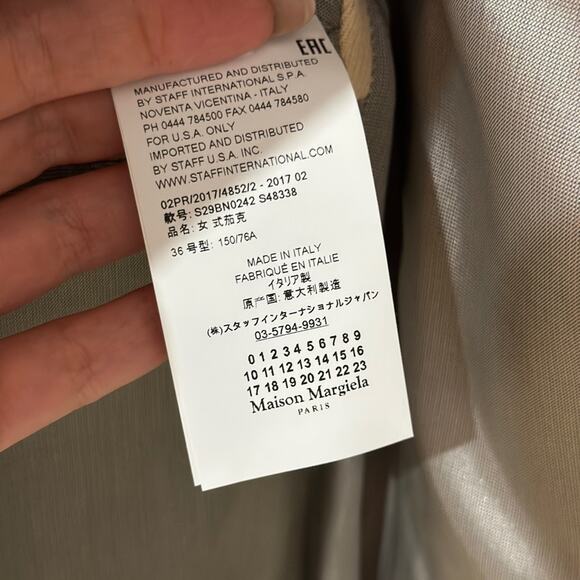 EAC
MANUFACTURED AND DISTRIBUTED
BY STAFF INTERNATIONAL S.P.A.
NOVENTA VICENTINA - ITALY
PH 0444 784500 FAX 0444 784580
FOR U.S.A. ONLY
IMPORTED AND DISTRIBUTED
BY STAFF U.S.A. INC.
WWW.STAFFINTERNATIONAL.COM
02PR/2017/4852/2 - 2017 02
款号: S29BN0242 S48338
品名: 女 式茄克
36 号型: 150/76A
MADE IN ITALY
FABRIQUÉ EN ITALIE
イタリア製
原产国: 意大利製造
(株)スタッフインターナショナルジャパン
03-5794-9931
0 1 2 3 4 5 6 7 8 9
10 11 12 13 14 15 16
17 18 19 20 21 22 23
Maison Margiela
PARIS